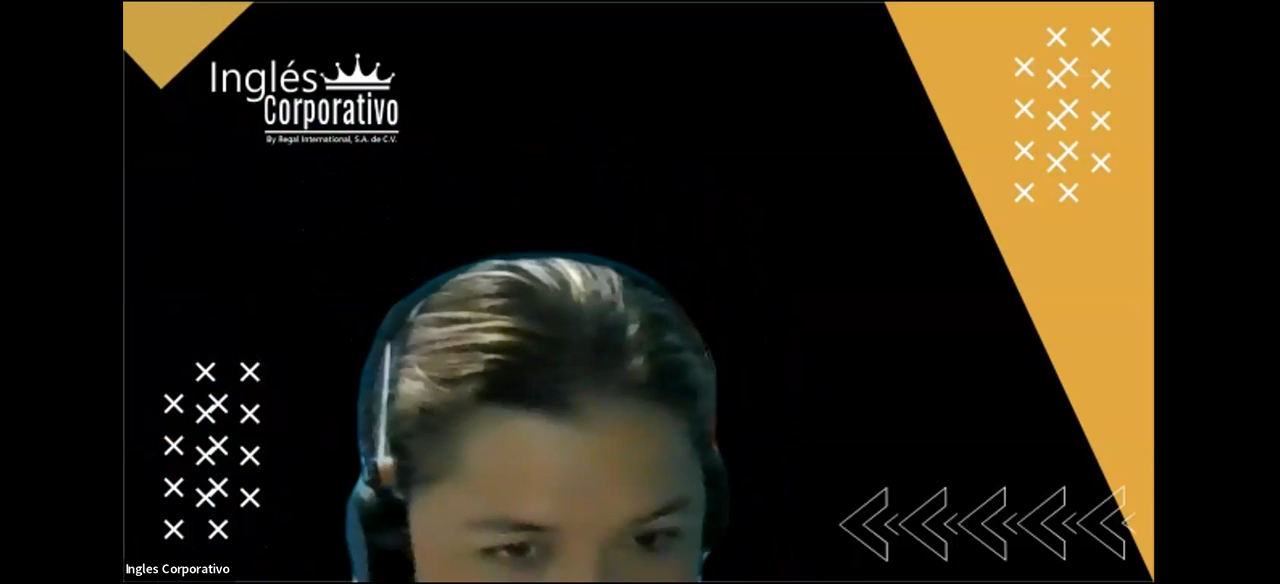 Inglés
Corporativo
By Regal International, S.A. de C.V.
Ingles Corporativo